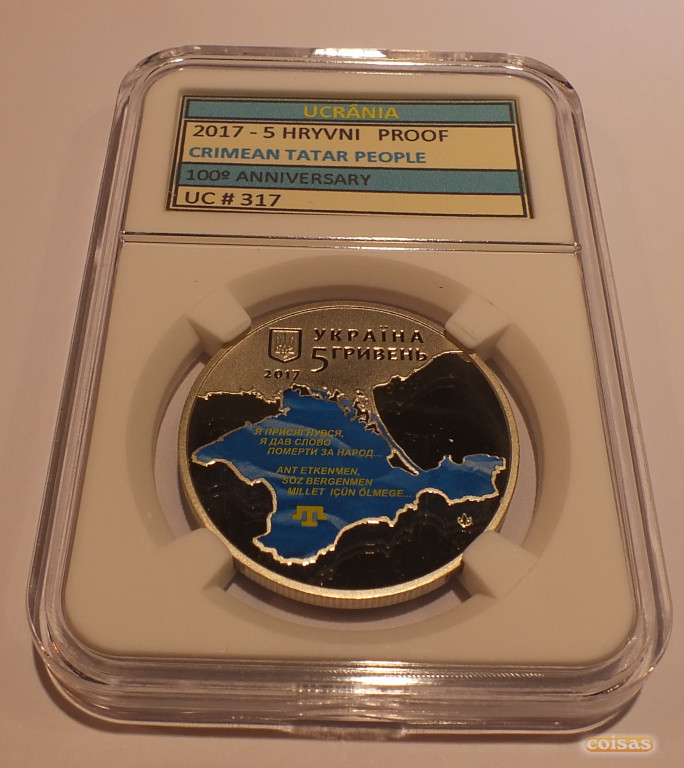 UCRÂNIA
2017 - 5 HRYVNI PROOF
CRIMEAN TATAR PEOPLE
100º ANNIVERSARY
UC # 317
УКРАЇНА
5 ГРИВЕНЬ
2017
Я ПРИСЯГНУВСЯ,
Я ДАВ СЛОВО
ПОМЕРТИ ЗА НАРОД...
ANT ETKENMEN,
SÖZ BERGENMEN
MILLET IÇÜN ÖLMEGE...
coisas